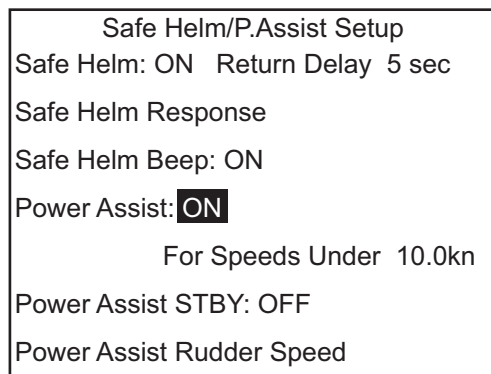 Safe Helm/P.Assist Setup
Safe Helm: ON Return Delay 5 sec
Safe Helm Response
Safe Helm Beep: ON
Power Assist: ON
For Speeds Under 10.0kn
Power Assist STBY: OFF
Power Assist Rudder Speed